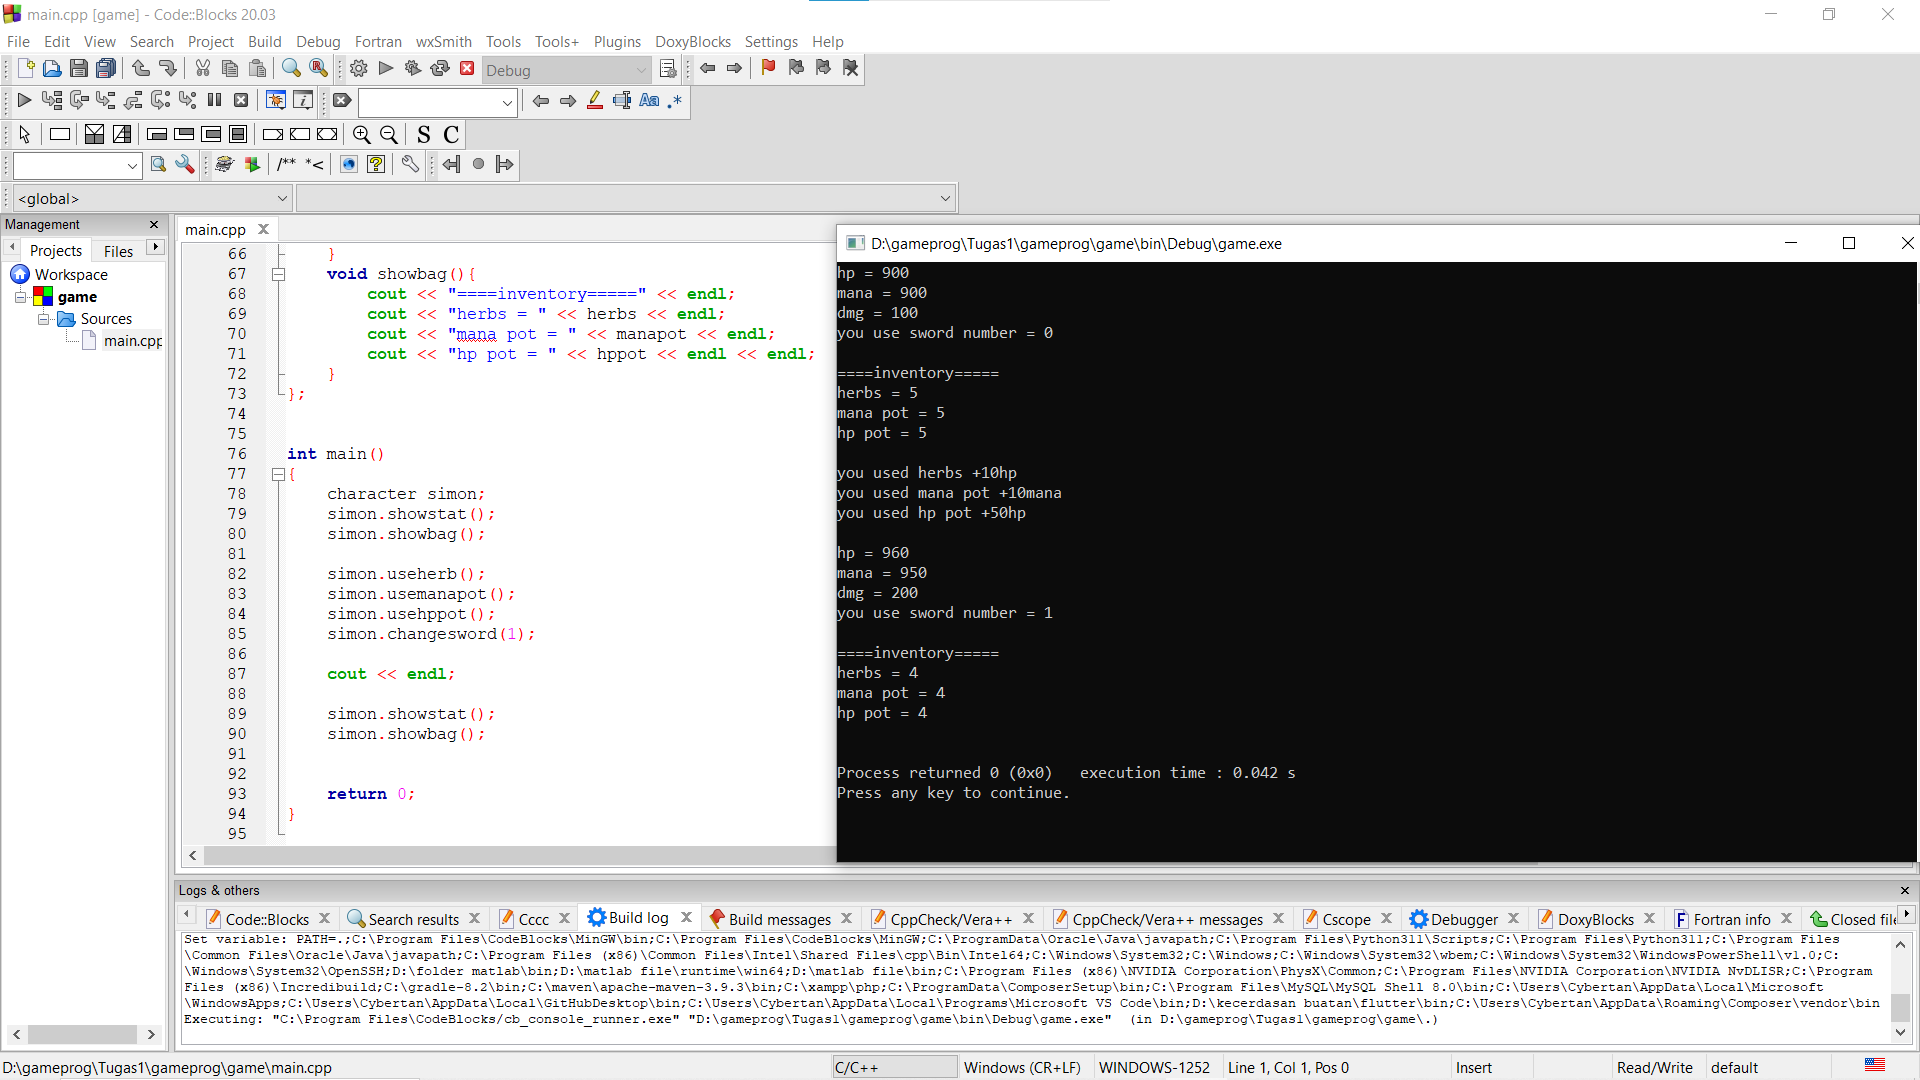 main.cpp [game] - Code::Blocks 20.03
File Edit View Search Project Build Debug Fortran wxSmith Tools Tools+ Plugins DoxyBlocks Settings Help
Debug
Aa .*
S C
/** *<
<global>
Management
Projects Files
Workspace
game
Sources
main.cpp
main.cpp
66 }
67 void showbag(){
68 cout << "====inventory=====" << endl;
69 cout << "herbs = " << herbs << endl;
70 cout << "mana pot = " << manapot << endl;
71 cout << "hp pot = " << hppot << endl << endl;
72 }
73 };
74
75
76 int main()
77 {
78 character simon;
79 simon.showstat();
80 simon.showbag();
81
82 simon.useherb();
83 simon.usemanapot();
84 simon.usehppot();
85 simon.changesword(1);
86
87 cout << endl;
88
89 simon.showstat();
90 simon.showbag();
91
92
93 return 0;
94 }
95
D:\gameprog\Tugas1\gameprog\game\bin\Debug\game.exe
hp = 900
mana = 900
dmg = 100
you use sword number = 0
====inventory=====
herbs = 5
mana pot = 5
hp pot = 5
you used herbs +10hp
you used mana pot +10mana
you used hp pot +50hp
hp = 960
mana = 950
dmg = 200
you use sword number = 1
====inventory=====
herbs = 4
mana pot = 4
hp pot = 4
Process returned 0 (0x0) execution time : 0.042 s
Press any key to continue.
Logs & others
Code::Blocks Search results Cccc Build log Build messages CppCheck/Vera++ CppCheck/Vera++ messages Cscope Debugger DoxyBlocks Fortran info Closed file
Set variable: PATH=.;C:\Program Files\CodeBlocks\MinGW\bin;C:\Program Files\CodeBlocks\MinGW;C:\ProgramData\Oracle\Java\javapath;C:\Program Files\Python311\Scripts;C:\Program Files\Python311;C:\Program Files
\Common Files\Oracle\Java\javapath;C:\Program Files (x86)\Common Files\Intel\Shared Files\cpp\Bin\Intel64;C:\Windows\System32;C:\Windows;C:\Windows\System32\wbem;C:\Windows\System32\WindowsPowerShell\v1.0;C:
\Windows\System32\OpenSSH;D:\folder matlab\bin;D:\matlab file\runtime\win64;D:\matlab file\bin;C:\Program Files (x86)\NVIDIA Corporation\PhysX\Common;C:\Program Files\NVIDIA Corporation\NVIDIA NvDLISR;C:\Program
Files (x86)\Incredibuild;C:\gradle-8.2\bin;C:\maven\apache-maven-3.9.3\bin;C:\xampp\php;C:\ProgramData\ComposerSetup\bin;C:\Program Files\MySQL\MySQL Shell 8.0\bin;C:\Users\Cybertan\AppData\Local\Microsoft
\WindowsApps;C:\Users\Cybertan\AppData\Local\GitHubDesktop\bin;C:\Users\Cybertan\AppData\Local\Programs\Microsoft VS Code\bin;D:\kecerdasan buatan\flutter\bin;C:\Users\Cybertan\AppData\Roaming\Composer\vendor\bin
Executing: "C:\Program Files\CodeBlocks/cb_console_runner.exe" "D:\gameprog\Tugas1\gameprog\game\bin\Debug\game.exe" (in D:\gameprog\Tugas1\gameprog\game\.)
D:\gameprog\Tugas1\gameprog\game\main.cpp C/C++ Windows (CR+LF) WINDOWS-1252 Line 1, Col 1, Pos 0 Insert Read/Write default